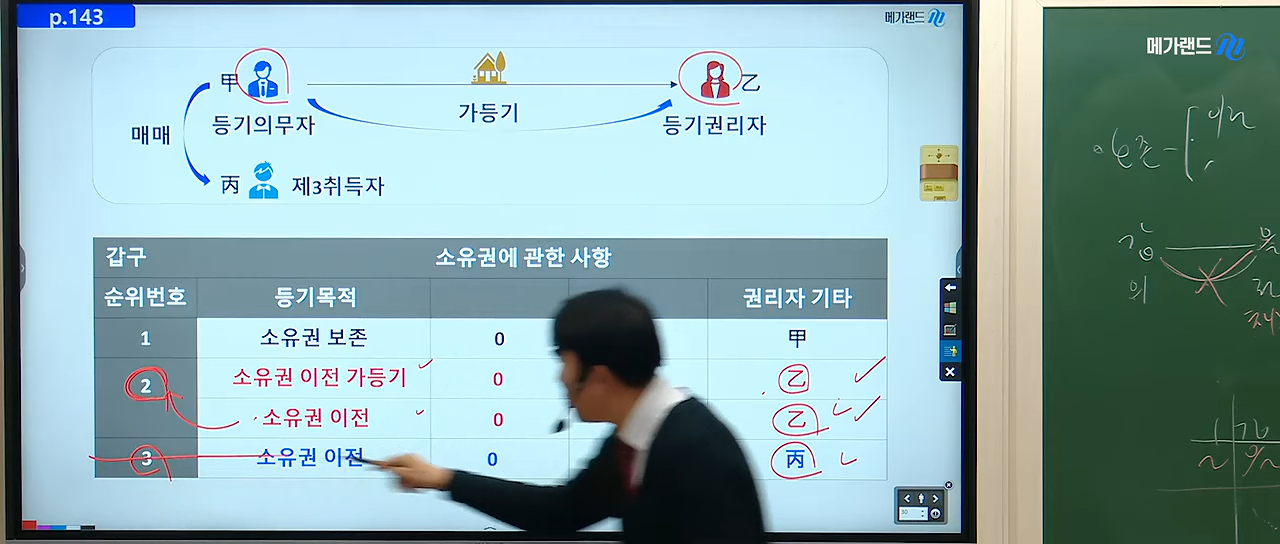 p.143
메가랜드
메가랜드
甲
乙
가등기
매매
등기의무자
등기권리자
丙
제3취득자
갑구
소유권에 관한 사항
순위번호
등기목적
권리자 기타
1
소유권 보존
0
甲
2
소유권 이전 가등기
0
乙
소유권 이전
0
乙
3
소유권 이전
0
丙
30
갑
을
의